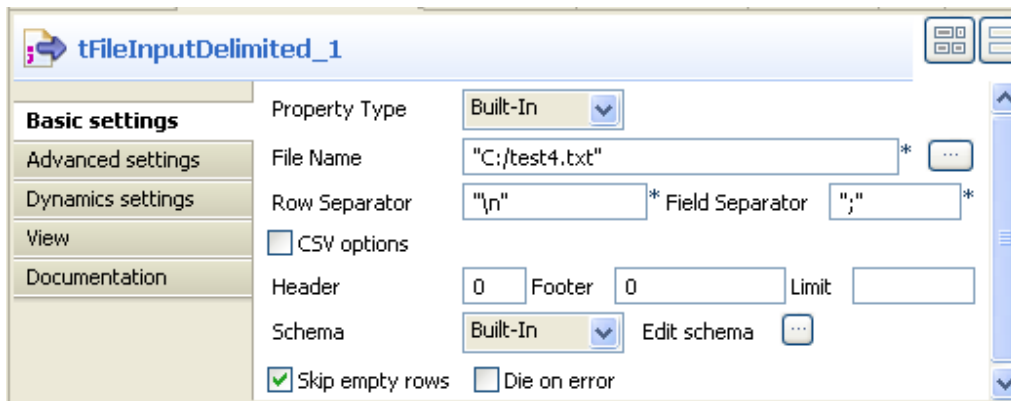 tFileInputDelimited_1
Basic settings
Advanced settings
Dynamics settings
View
Documentation
Property Type Built-In
File Name "C:/test4.txt" * ...
Row Separator "\n" * Field Separator ";" *
CSV options
Header 0 Footer 0 Limit
Schema Built-In Edit schema ...
Skip empty rows Die on error